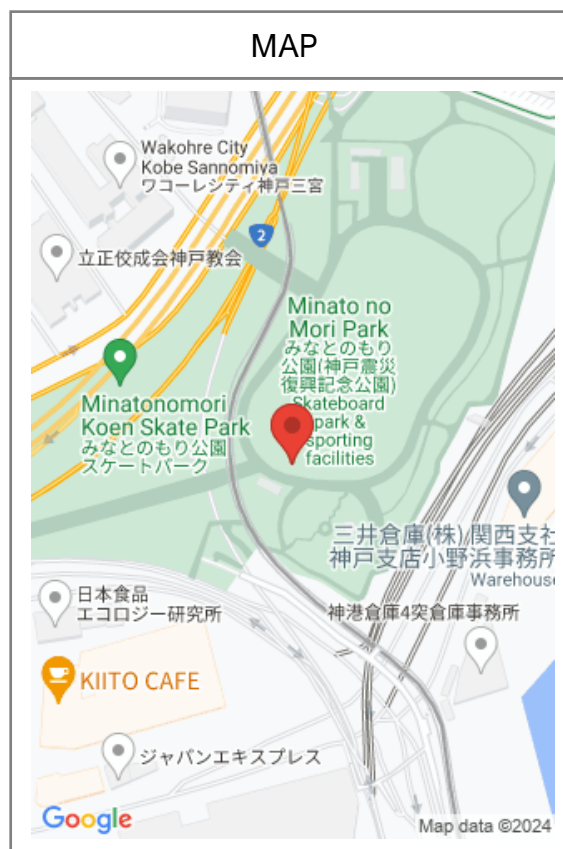 MAP
Wakohre City
Kobe Sannomiya
ワコーレシティ神戸三宮
2
立正佼成会神戸教会
Minato no
Mori Park
みなとのもり
公園(神戸震災
復興記念公園)
Skateboard
park &
sporting
facilities
Minatonomori
Koen Skate Park
みなとのもり公園
スケートパーク
三井倉庫(株) 関西支社
神戸支店小野浜事務所
Warehouse
日本食品
エコロジー研究所
神港倉庫4突倉庫事務所
KIITO CAFE
ジャパンエキスプレス
Google
Map data ©2024